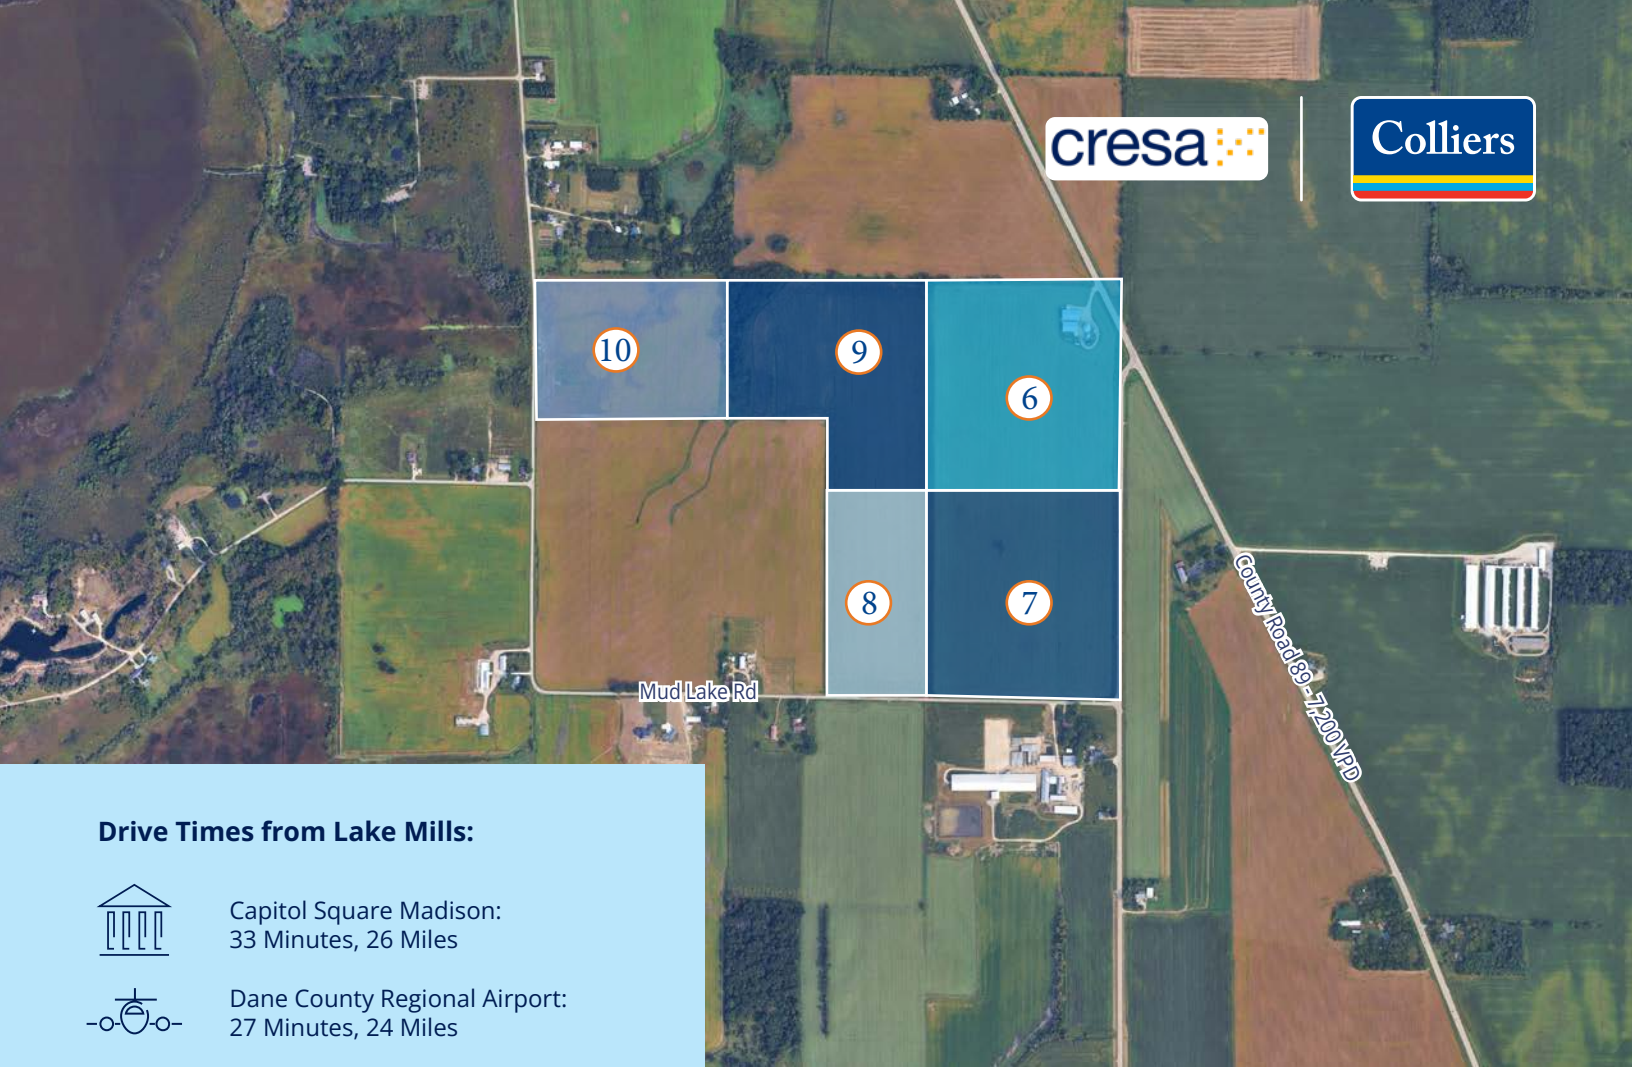 cresa
Colliers
10
9
6
8
7
County Road 89 - 7,200 VPD
Mud Lake Rd
Drive Times from Lake Mills:
Capitol Square Madison:
33 Minutes, 26 Miles
Dane County Regional Airport:
27 Minutes, 24 Miles